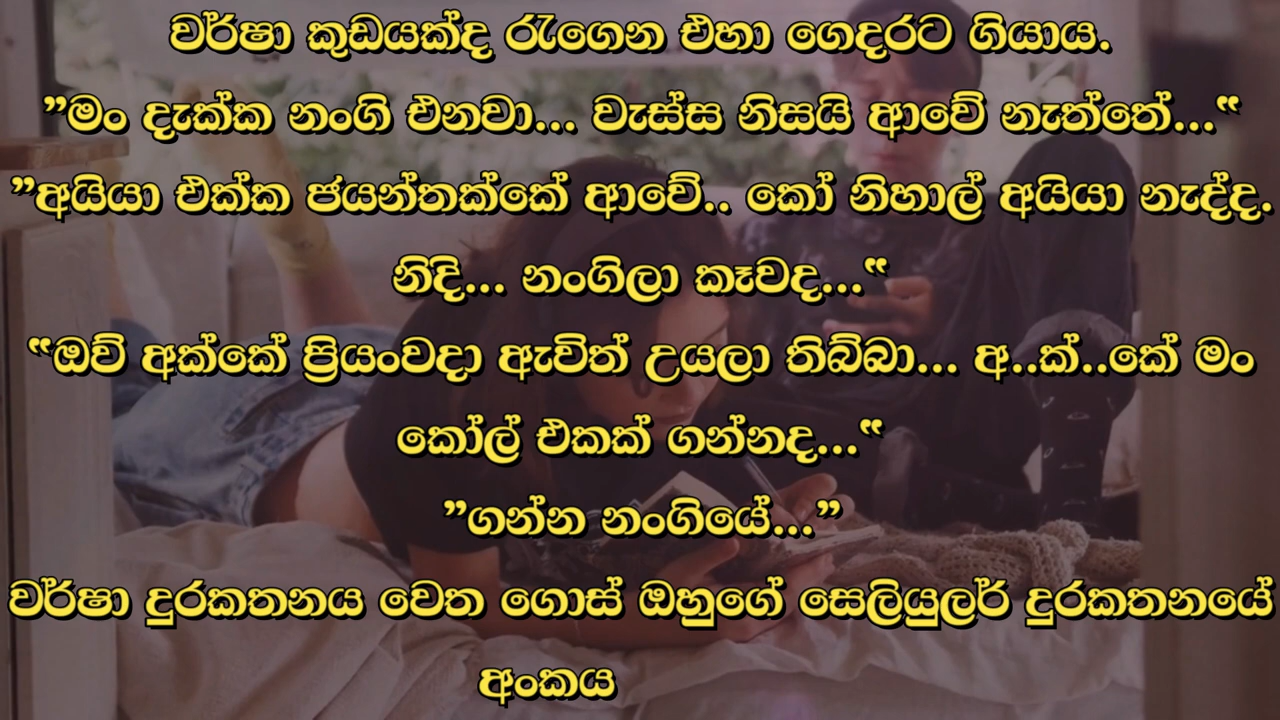 වර්ෂා කුඩයක්ද රැගෙන එහා ගෙදරට ගියාය.
”මං දැක්ක නංගි එනවා... වැස්ස නිසයි ආවේ නැත්තේ...‟
”අයියා එක්ක ජයන්තක්කේ ආවේ.. කෝ නිහාල් අයියා නැද්ද.
නිදි... නංගිලා කෑවද...‟
‟ඔව් අක්කේ ප්‍රියංවදා ඇවිත් උයලා තිබ්බා... අ..ක්..කේ මං
කෝල් එකක් ගන්නද...‟
”ගන්න නංගියේ...”
වර්ෂා දුරකතනය වෙත ගොස් ඔහුගේ සෙලියුලර් දුරකතනයේ
අංකය